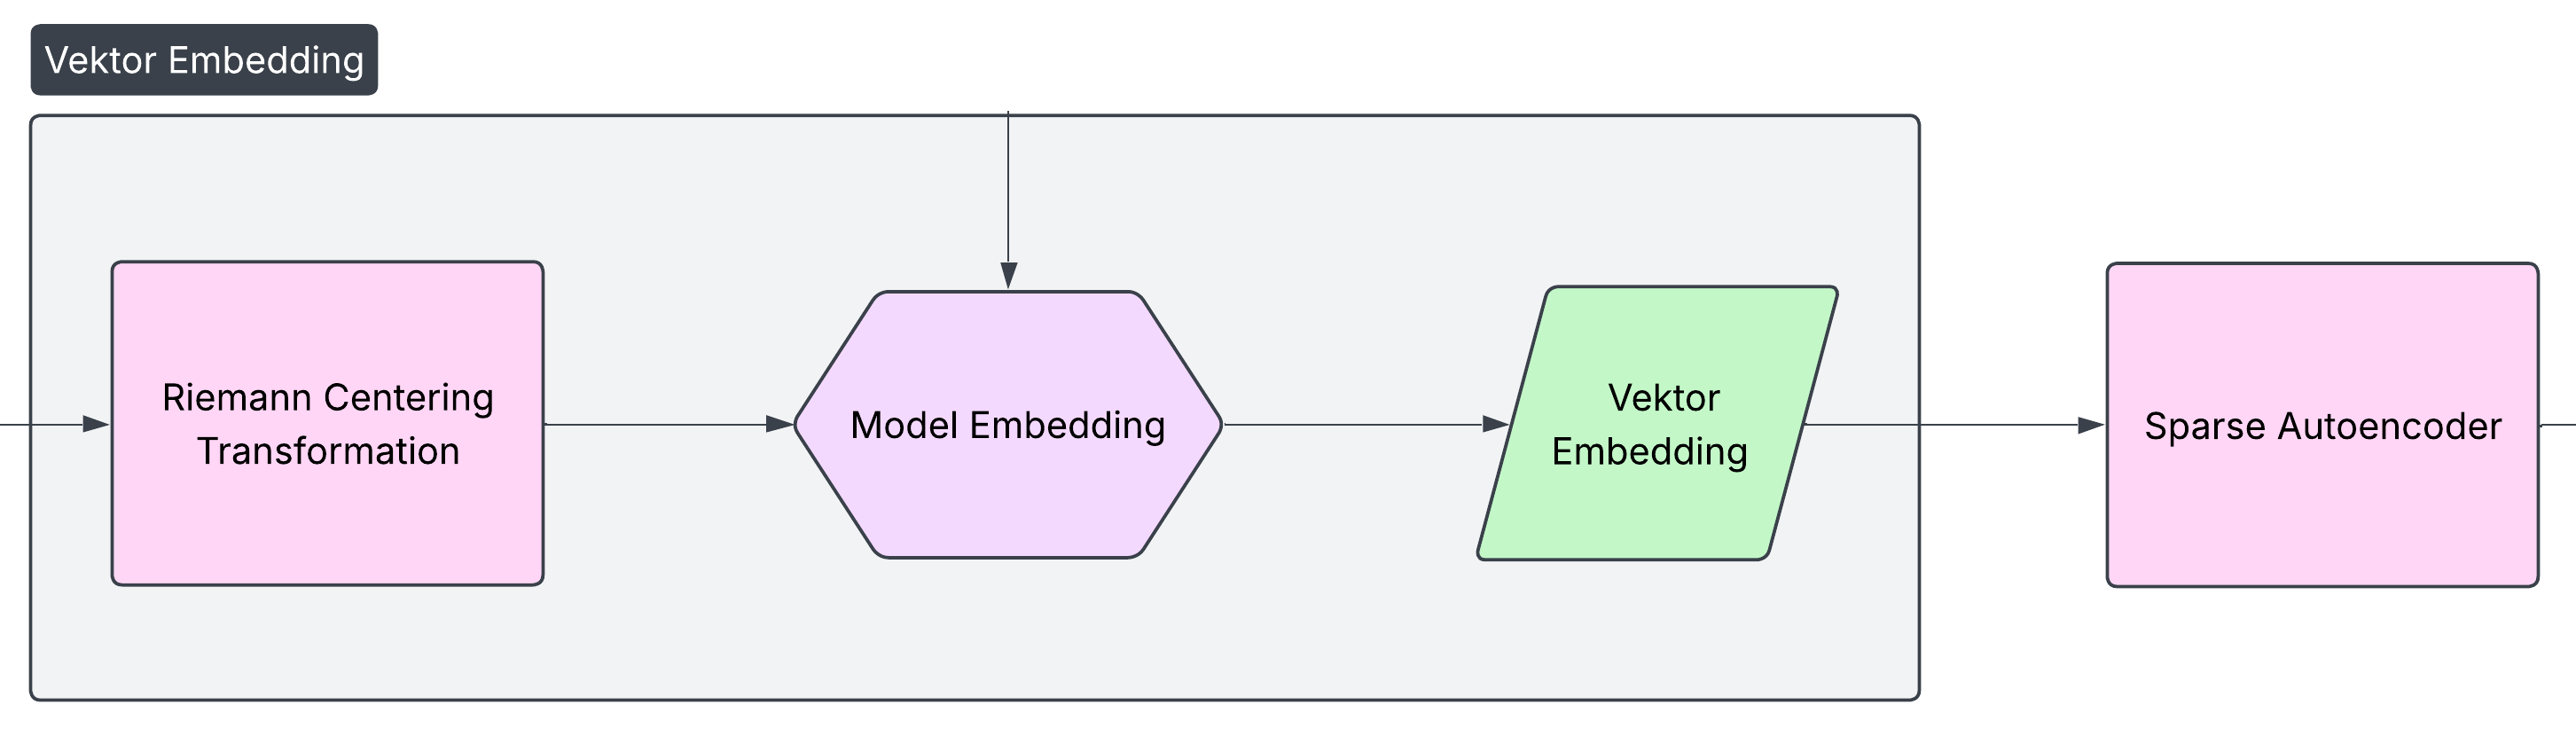 Vektor Embedding
Riemann Centering
Transformation
Model Embedding
Vektor
Embedding
Sparse Autoencoder